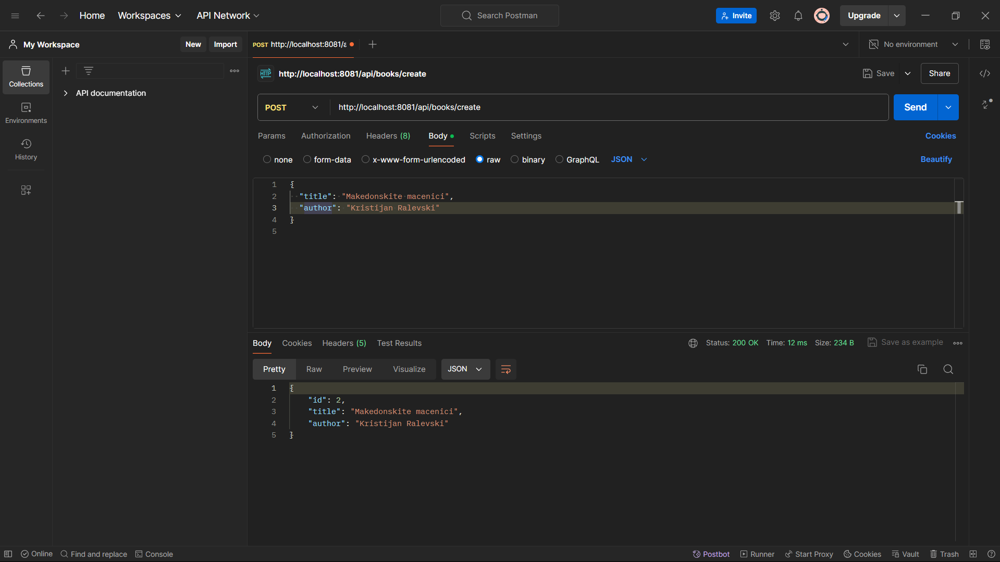 Home Workspaces API Network Search Postman Invite Upgrade
My Workspace New Import POST http://localhost:8081/a No environment
Collections
Environments
History
API documentation
HTTP http://localhost:8081/api/books/create Save Share
POST http://localhost:8081/api/books/create Send
Params Authorization Headers (8) Body Scripts Settings Cookies
none form-data x-www-form-urlencoded raw binary GraphQL JSON Beautify
1 {
2 "title": "Makedonskite macenici",
3 "author": "Kristijan Ralevski"
4 }
5
Body Cookies Headers (5) Test Results Status: 200 OK Time: 12 ms Size: 234 B Save as example
Pretty Raw Preview Visualize JSON
1 {
2 "id": 2,
3 "title": "Makedonskite macenici",
4 "author": "Kristijan Ralevski"
5 }
Online Find and replace Console Postbot Runner Start Proxy Cookies Vault Trash